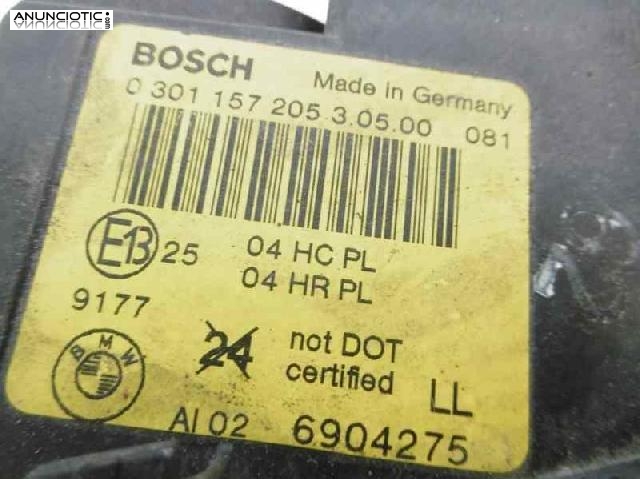 ANUNCIOTIC
BOSCH
Made in Germany
0 301 157 205 3.05.00 081
E13 25
04 HC PL
04 HR PL
9177
24
not DOT
certified
LL
BMW
AI 02
6904275